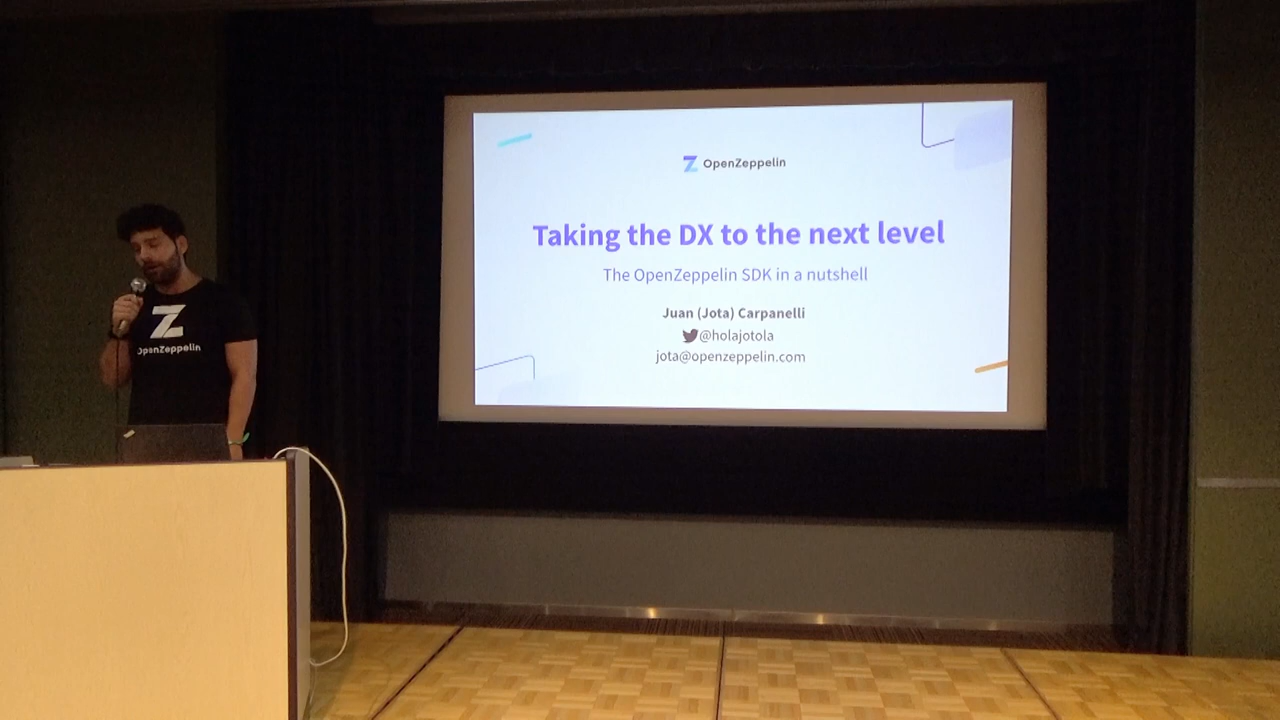 OpenZeppelin
Taking the DX to the next level
The OpenZeppelin SDK in a nutshell
Juan (Jota) Carpanelli
@holajotola
jota@openzeppelin.com
Z
OpenZeppelin